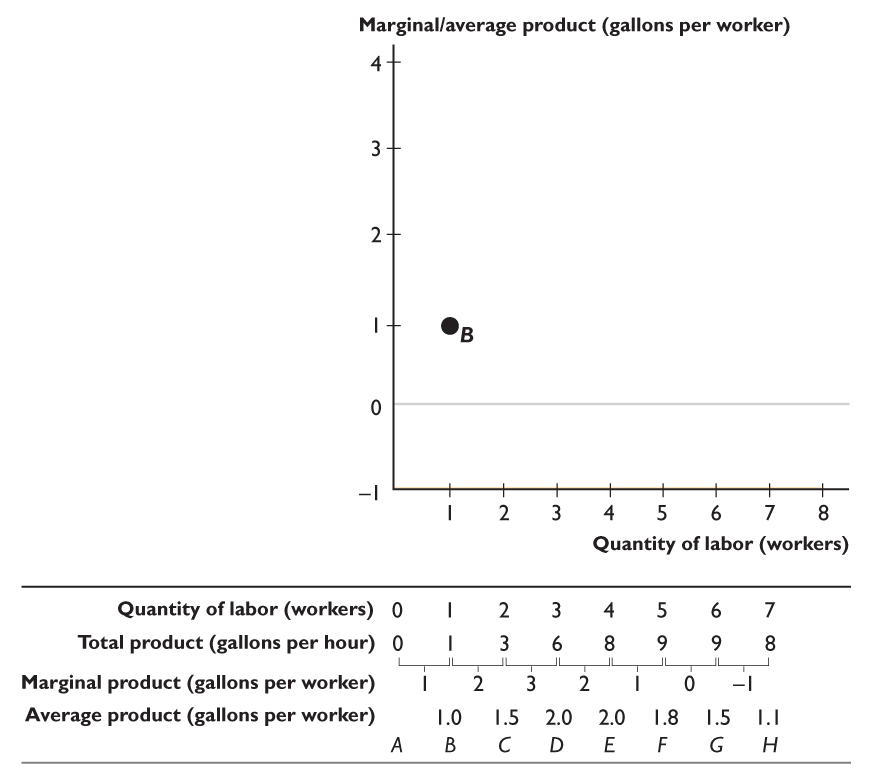 Marginal/average product (gallons per worker)
4
3
2
1
B
0
–1
1 2 3 4 5 6 7 8
Quantity of labor (workers)
Quantity of labor (workers) 0 1 2 3 4 5 6 7
Total product (gallons per hour) 0 1 3 6 8 9 9 8
Marginal product (gallons per worker) 1 2 3 2 1 0 –1
Average product (gallons per worker) 1.0 1.5 2.0 2.0 1.8 1.5 1.1
A B C D E F G H